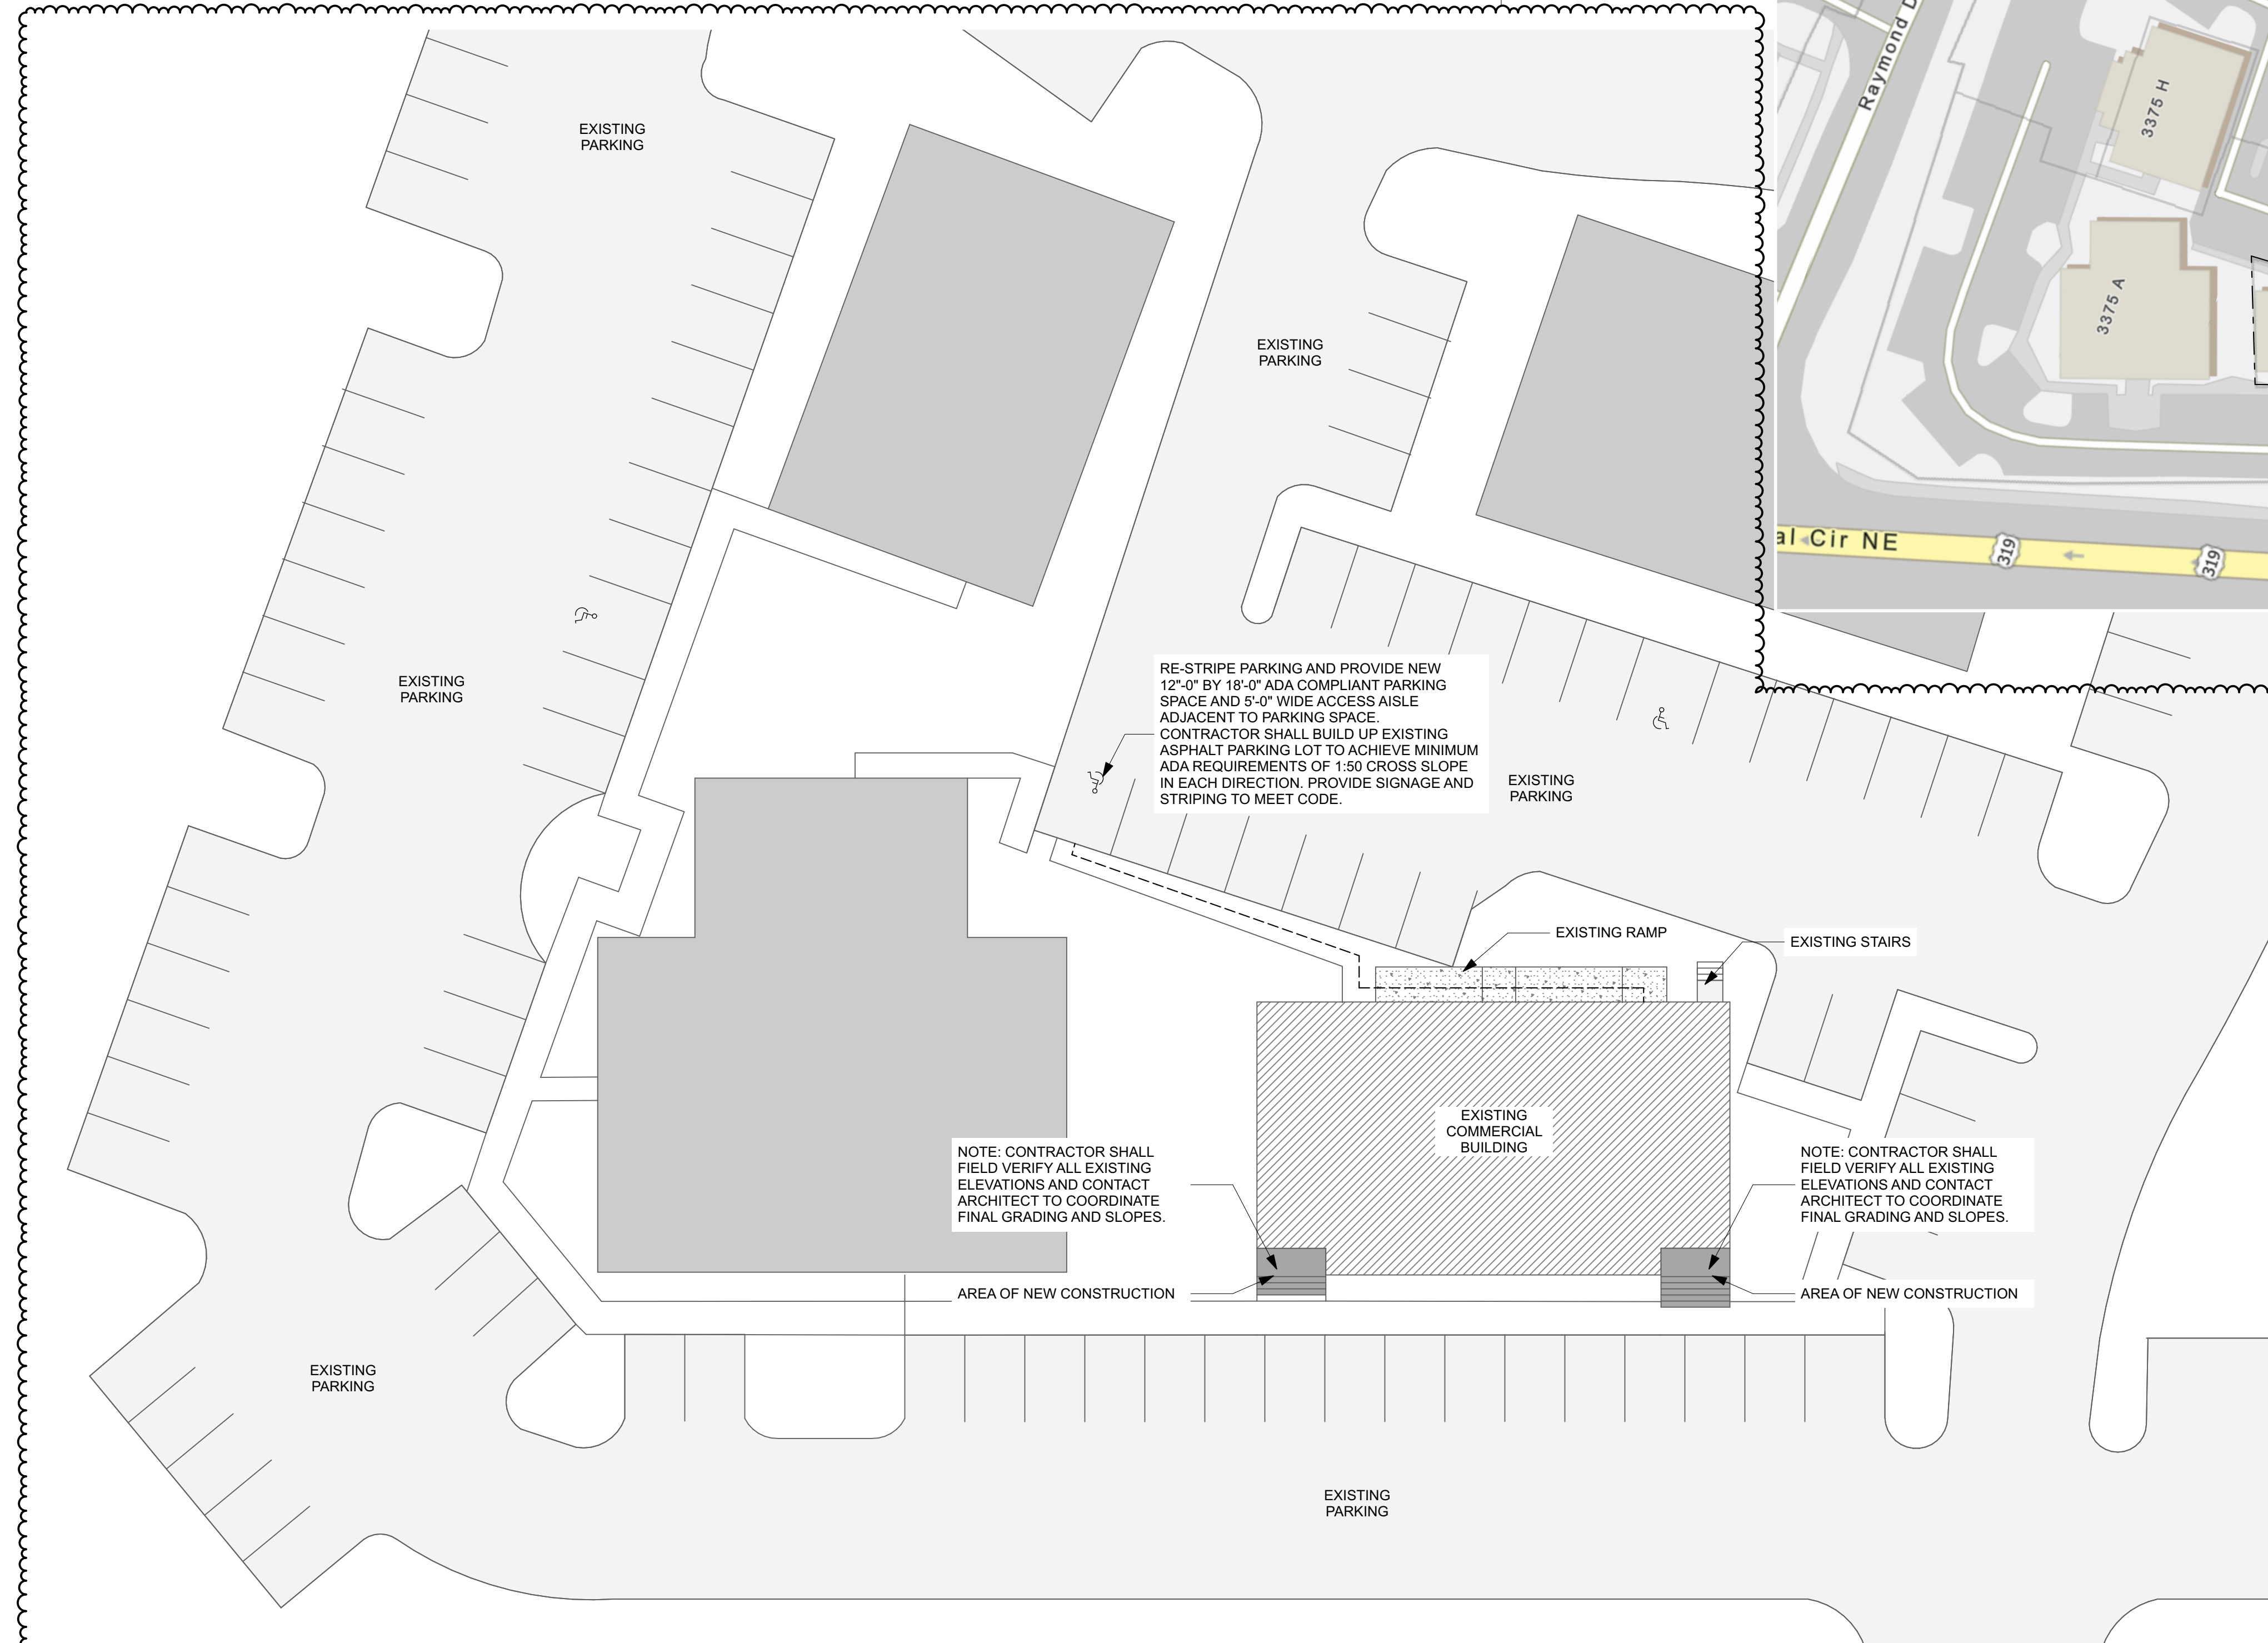 EXISTING
PARKING
Raymond D
3375 H
3375 A
al Cir NE
319
319
EXISTING
PARKING
EXISTING
PARKING
RE-STRIPE PARKING AND PROVIDE NEW
12"-0" BY 18'-0" ADA COMPLIANT PARKING
SPACE AND 5'-0" WIDE ACCESS AISLE
ADJACENT TO PARKING SPACE.
CONTRACTOR SHALL BUILD UP EXISTING
ASPHALT PARKING LOT TO ACHIEVE MINIMUM
ADA REQUIREMENTS OF 1:50 CROSS SLOPE
IN EACH DIRECTION. PROVIDE SIGNAGE AND
STRIPING TO MEET CODE.
EXISTING
PARKING
EXISTING RAMP
EXISTING STAIRS
EXISTING
COMMERCIAL
BUILDING
NOTE: CONTRACTOR SHALL
FIELD VERIFY ALL EXISTING
ELEVATIONS AND CONTACT
ARCHITECT TO COORDINATE
FINAL GRADING AND SLOPES.
NOTE: CONTRACTOR SHALL
FIELD VERIFY ALL EXISTING
ELEVATIONS AND CONTACT
ARCHITECT TO COORDINATE
FINAL GRADING AND SLOPES.
AREA OF NEW CONSTRUCTION
AREA OF NEW CONSTRUCTION
EXISTING
PARKING
EXISTING
PARKING